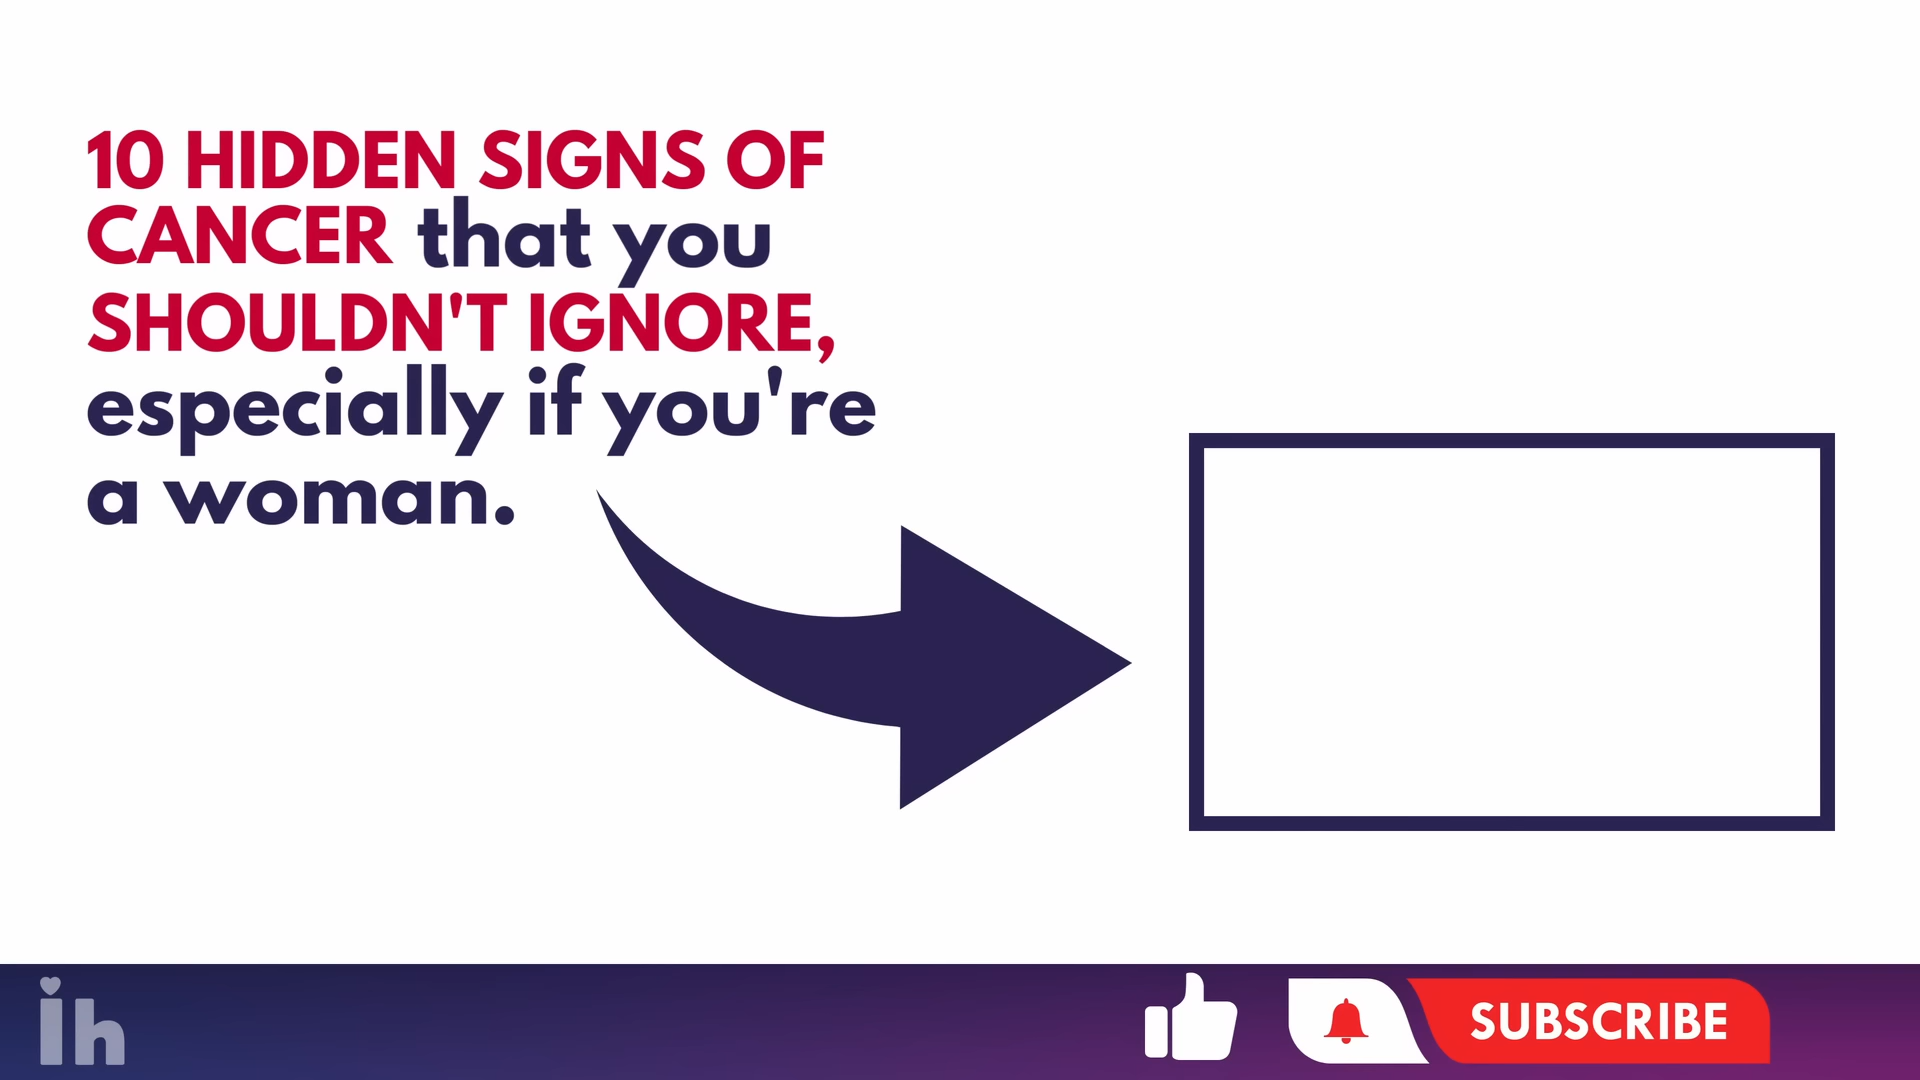 10 HIDDEN SIGNS OF
CANCER that you
SHOULDN'T IGNORE,
especially if you're
a woman.
ih
SUBSCRIBE